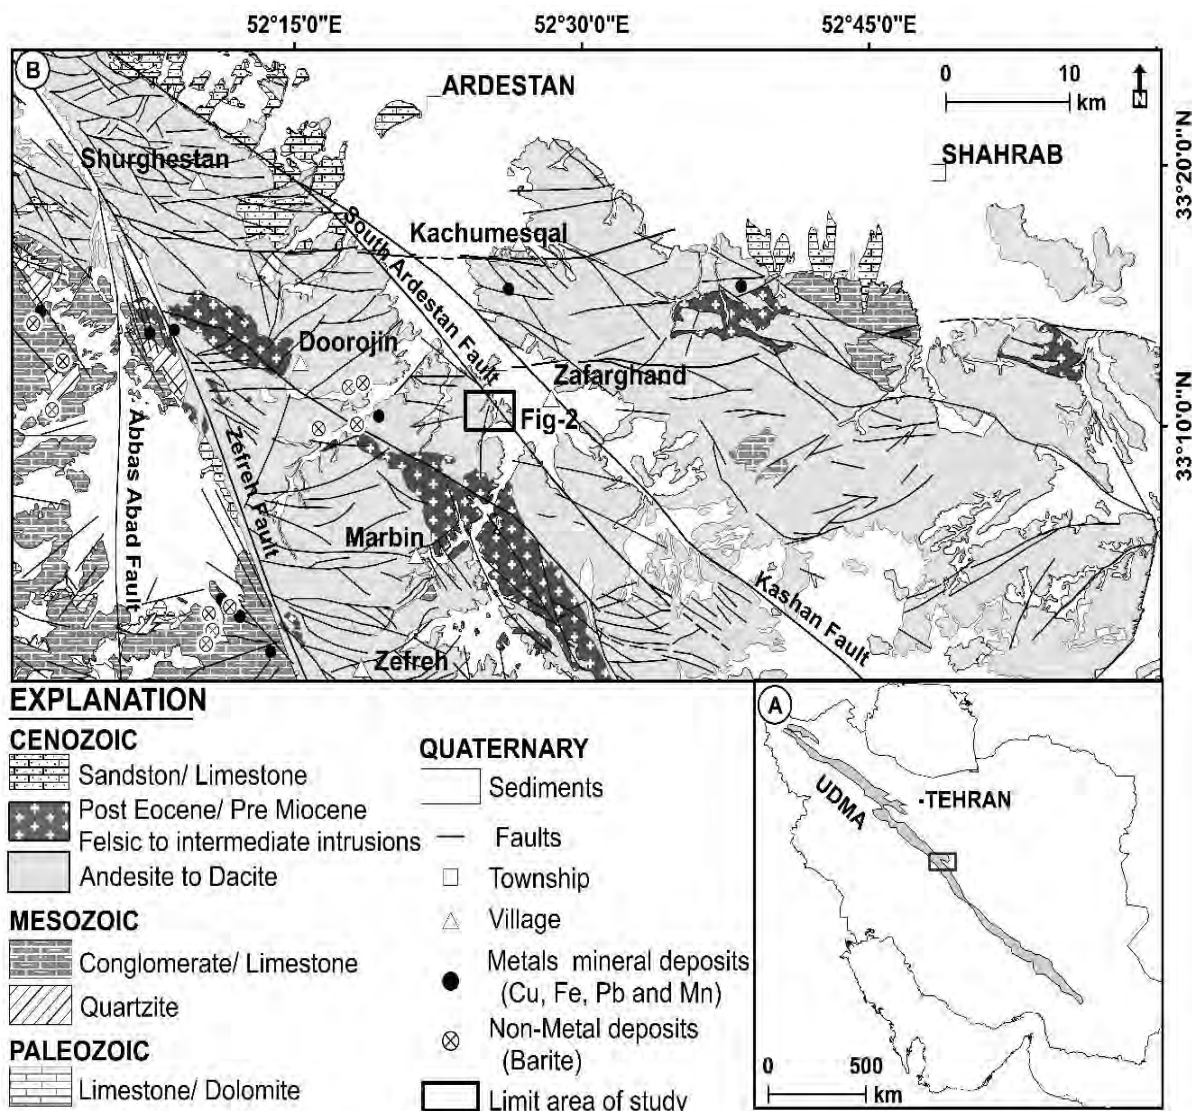 52°15'0"E
52°30'0"E
52°45'0"E
B
ARDESTAN
0 10
km
N
33°20'0"N
Shurghestan
SHAHRAB
South Ardestan Fault
Kachumesqal
Doorojin
Zafarghand
Fig-2
33°10'0"N
Abbas Abad Fault
Zefreh Fault
Marbin
Kashan Fault
Zefreh
EXPLANATION
CENOZOIC
Sandston/ Limestone
Post Eocene/ Pre Miocene
Felsic to intermediate intrusions
Andesite to Dacite
MESOZOIC
Conglomerate/ Limestone
Quartzite
PALEOZOIC
Limestone/ Dolomite
QUATERNARY
Sediments
Faults
Township
Village
Metals mineral deposits
(Cu, Fe, Pb and Mn)
Non-Metal deposits
(Barite)
Limit area of study
A
UDMA
-TEHRAN
0 500
km